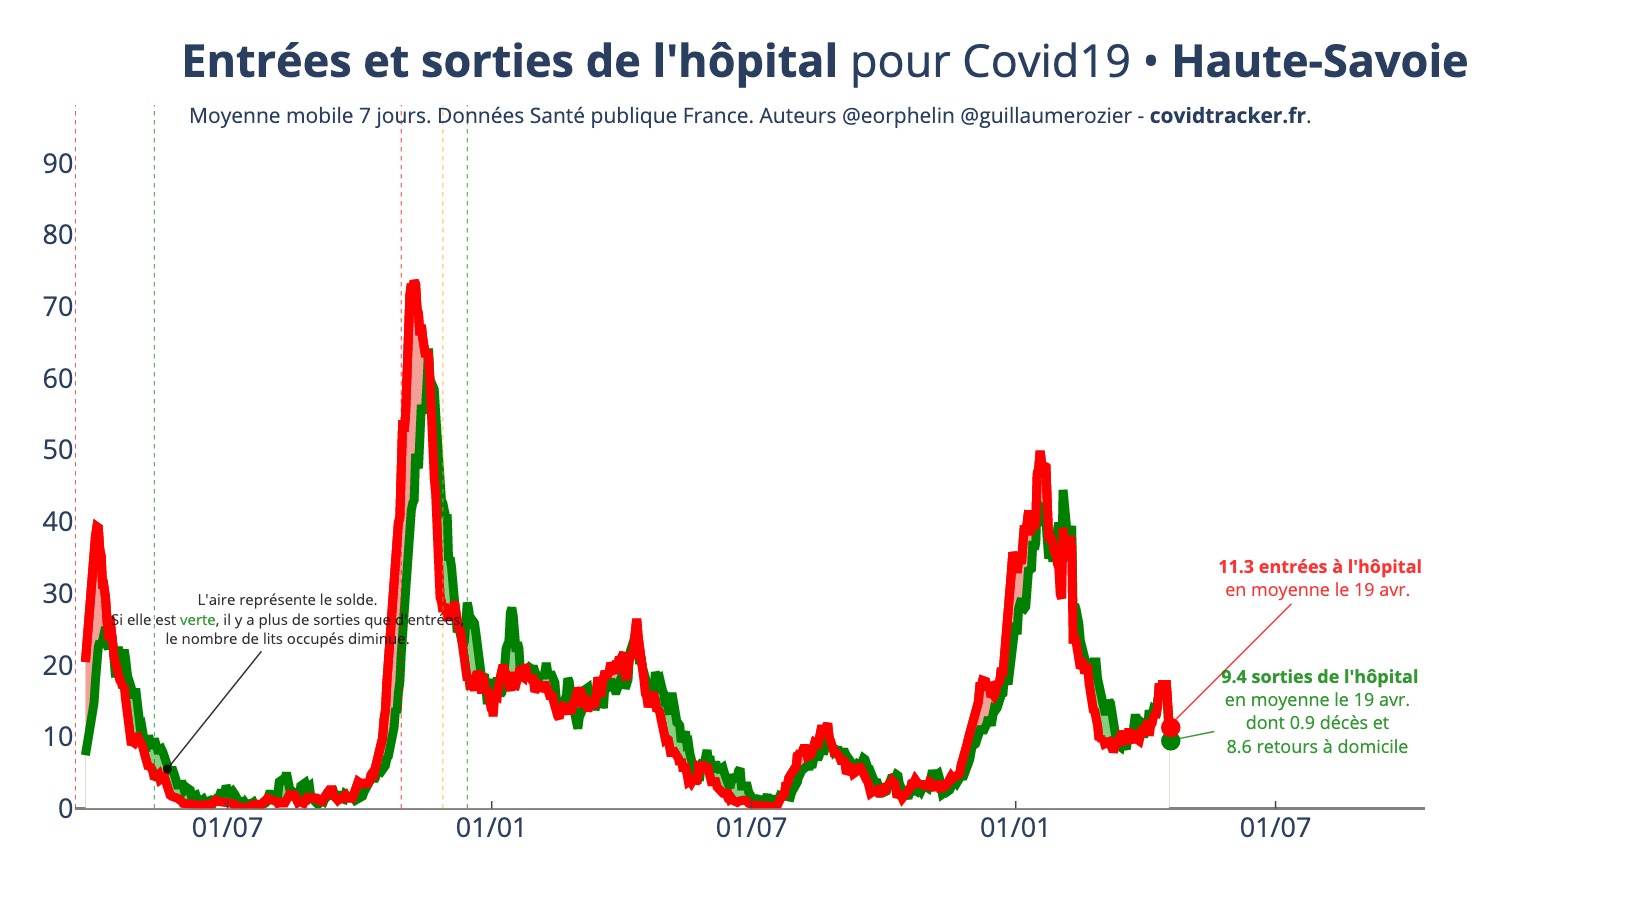 Entrées et sorties de l'hôpital pour Covid19 • Haute-Savoie
Moyenne mobile 7 jours. Données Santé publique France. Auteurs @eorphelin @guillaumerozier - covidtracker.fr.
90
80
70
60
50
40
30
20
10
0
L'aire représente le solde.
Si elle est verte, il y a plus de sorties que d'entrées,
le nombre de lits occupés diminue.
11.3 entrées à l'hôpital
en moyenne le 19 avr.
9.4 sorties de l'hôpital
en moyenne le 19 avr.
dont 0.9 décès et
8.6 retours à domicile
01/07
01/01
01/07
01/01
01/07